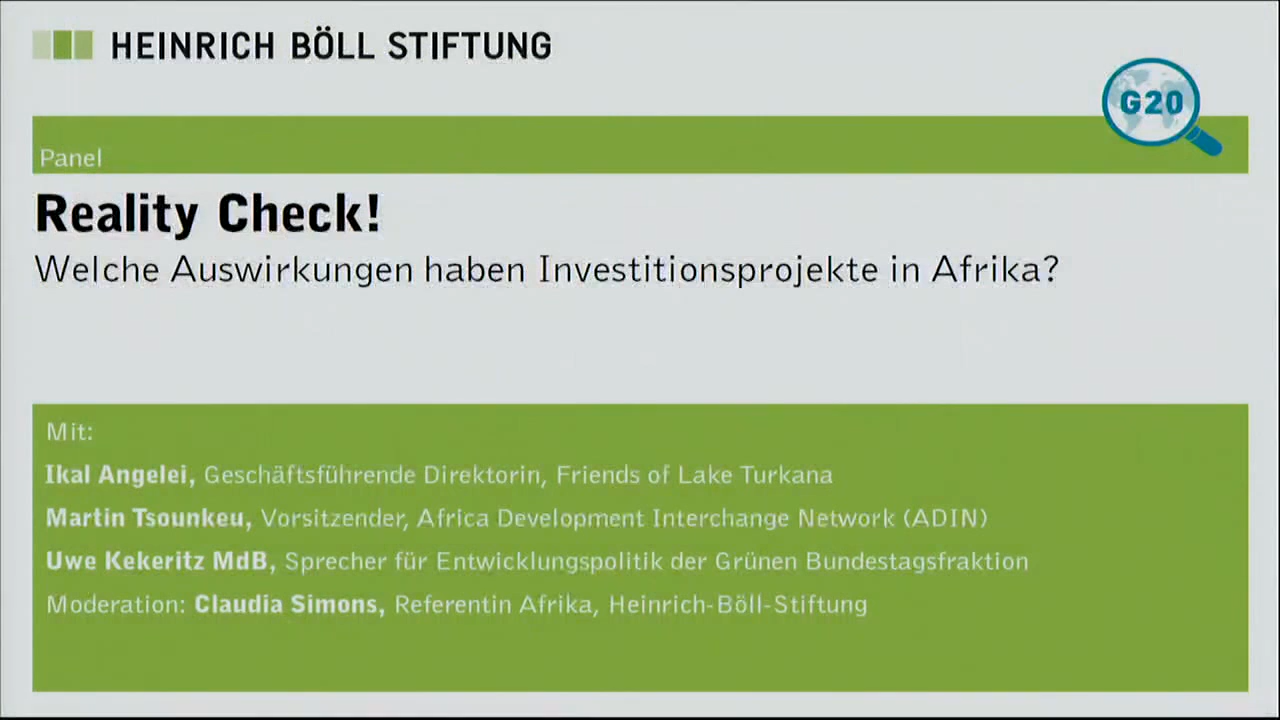 HEINRICH BÖLL STIFTUNG
G20
Panel
Reality Check!
Welche Auswirkungen haben Investitionsprojekte in Afrika?
Mit:
Ikal Angelei, Geschäftsführende Direktorin, Friends of Lake Turkana
Martin Tsounkeu, Vorsitzender, Africa Development Interchange Network (ADIN)
Uwe Kekeritz MdB, Sprecher für Entwicklungspolitik der Grünen Bundestagsfraktion
Moderation: Claudia Simons, Referentin Afrika, Heinrich-Böll-Stiftung